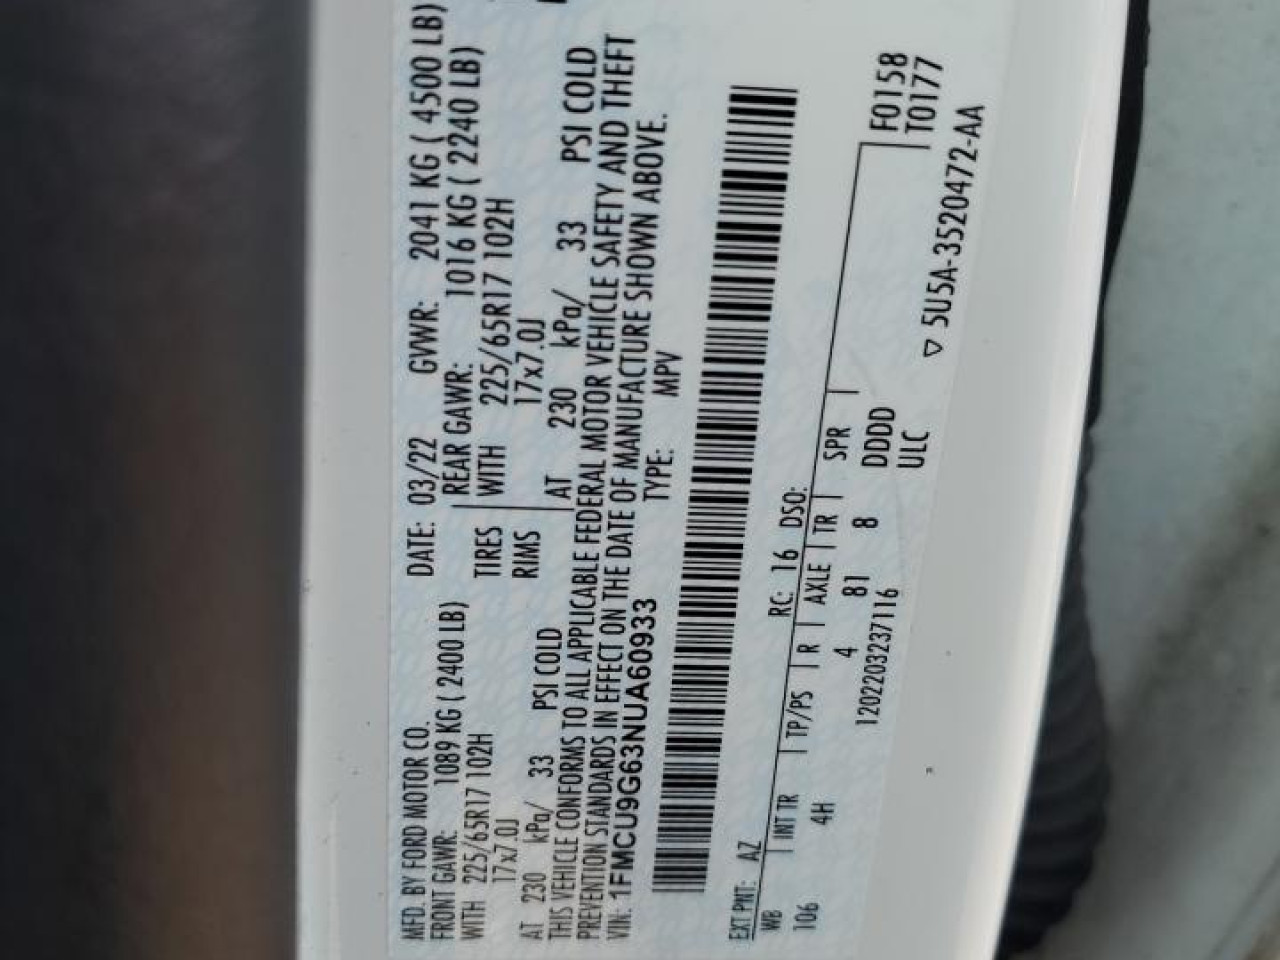 MFD. BY FORD MOTOR CO. DATE: 03/22 GVWR: 2041 KG ( 4500 LB)
FRONT GAWR: 1089 KG ( 2400 LB) REAR GAWR: 1016 KG ( 2240 LB)
WITH 225/65R17 102H TIRES WITH 225/65R17 102H
17x7.0J RIMS 17x7.0J
AT 230 kPa/ 33 PSI COLD AT 230 kPa/ 33 PSI COLD
THIS VEHICLE CONFORMS TO ALL APPLICABLE FEDERAL MOTOR VEHICLE SAFETY AND THEFT
PREVENTION STANDARDS IN EFFECT ON THE DATE OF MANUFACTURE SHOWN ABOVE.
VIN: 1FMCU9G63NUA60933 TYPE: MPV
EXT PNT: AZ RC: 16 DSO:
WB INT TR TP/PS R AXLE TR SPR F0158
106 4H 4 81 8 DDDD T0177
1202203237116 ULC
▽ 5U5A-3520472-AA